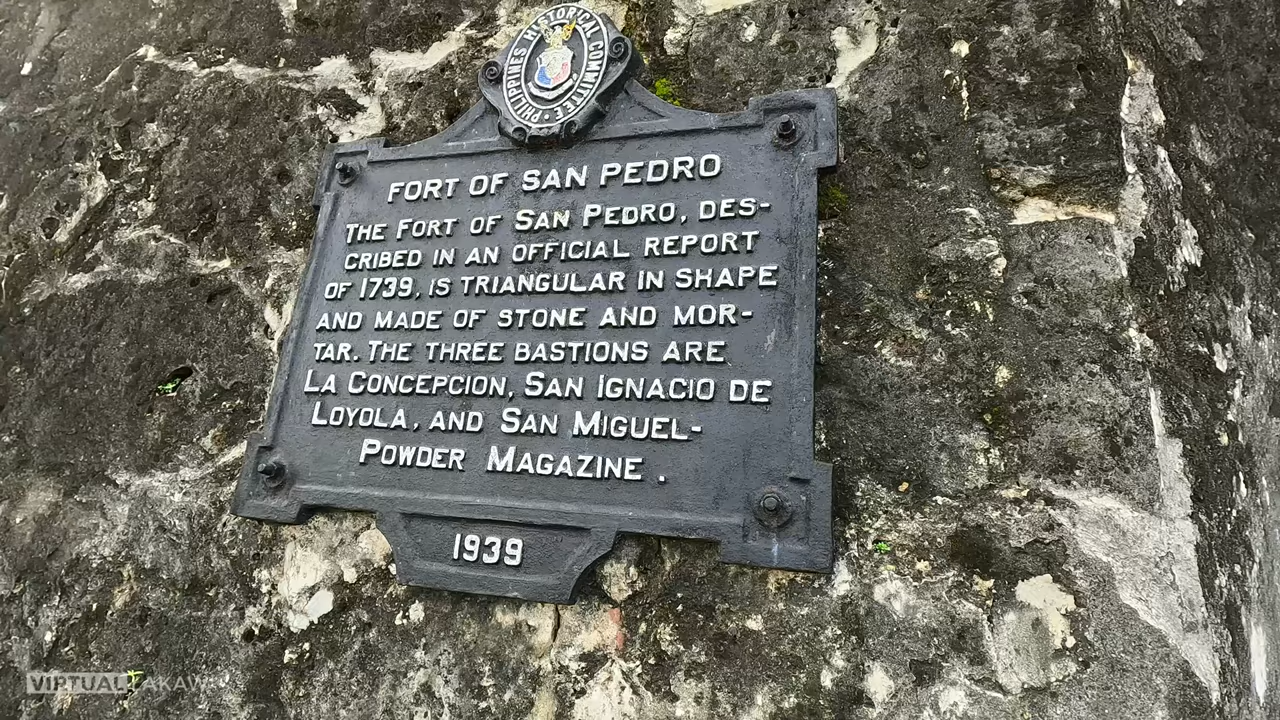 PHILIPPINES HISTORICAL COMMITTEE
FORT OF SAN PEDRO
THE FORT OF SAN PEDRO, DES-
CRIBED IN AN OFFICIAL REPORT
OF 1739, IS TRIANGULAR IN SHAPE
AND MADE OF STONE AND MOR-
TAR. THE THREE BASTIONS ARE
LA CONCEPCION, SAN IGNACIO DE
LOYOLA, AND SAN MIGUEL-
POWDER MAGAZINE.
1939
VIRTUAL